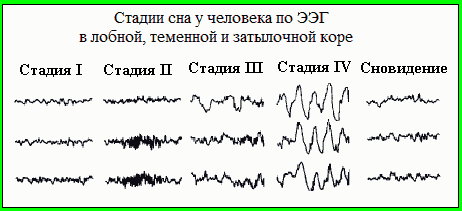 Стадии сна у человека по ЭЭГ
в лобной, теменной и затылочной коре
Стадия I Стадия II Стадия III Стадия IV Сновидение